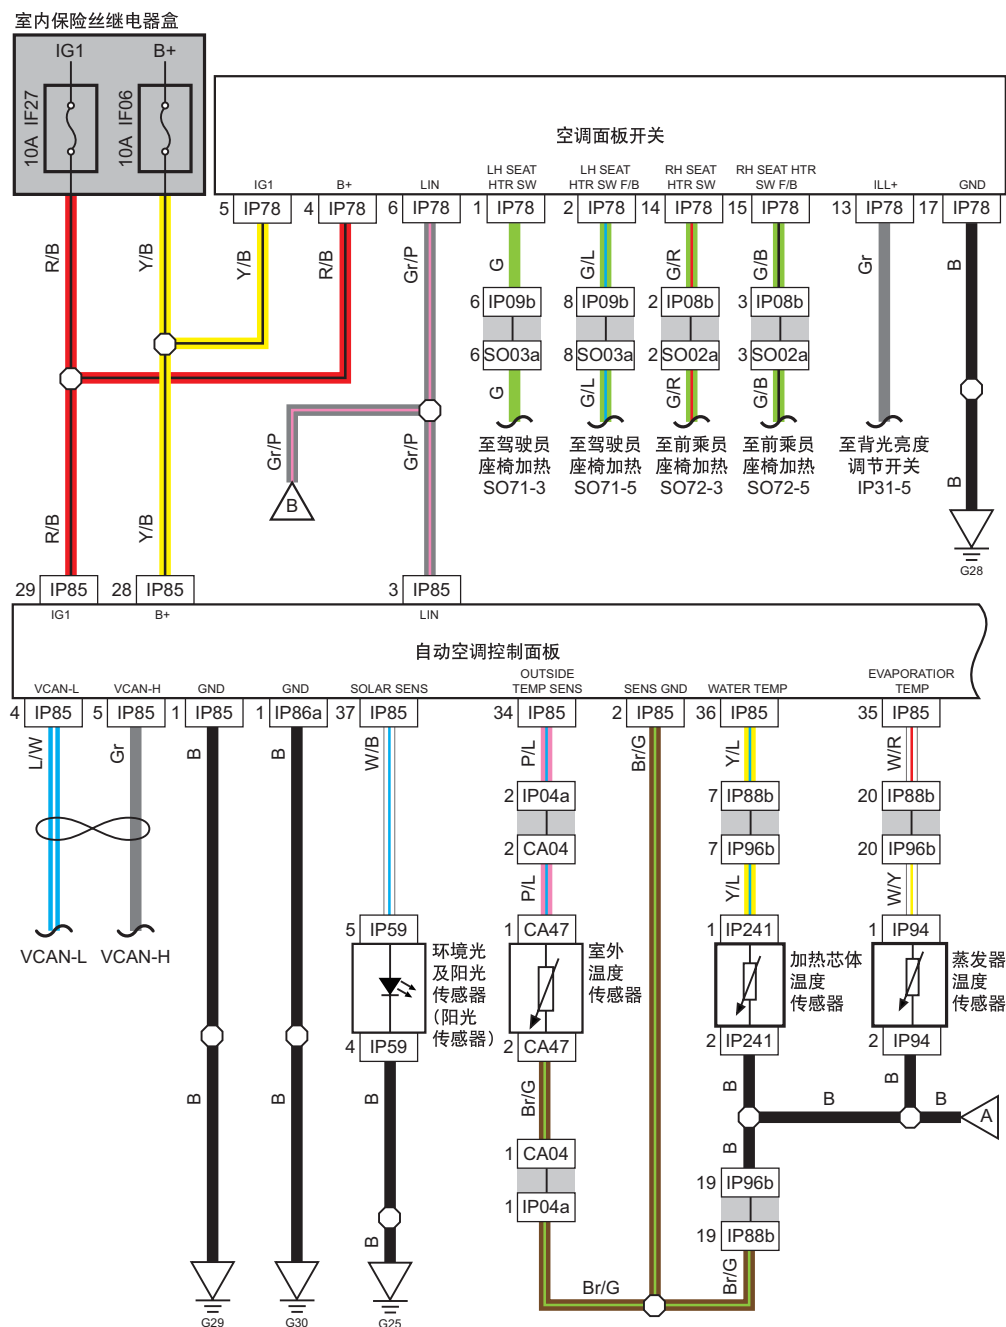 室内保险丝继电器盒
IG1 B+
10A IF27
10A IF06
空调面板开关
IG1 B+ LIN
LH SEAT
HTR SW
LH SEAT
HTR SW F/B
RH SEAT
HTR SW
RH SEAT HTR
SW F/B
ILL+ GND
5 IP78 4 IP78 6 IP78 1 IP78 2 IP78 14 IP78 15 IP78 13 IP78 17 IP78
R/B Y/B Y/B R/B Gr/P G G/L G/R G/B Gr B
6 IP09b 8 IP09b 2 IP08b 3 IP08b
6 SO03a 8 SO03a 2 SO02a 3 SO02a
G G/L G/R G/B
至驾驶员
座椅加热
SO71-3
至驾驶员
座椅加热
SO71-5
至前乘员
座椅加热
SO72-3
至前乘员
座椅加热
SO72-5
至背光亮度
调节开关
IP31-5
Gr/P Gr/P
B
B
G28
R/B Y/B
29 IP85 28 IP85 3 IP85
IG1 B+ LIN
自动空调控制面板
VCAN-L VCAN-H GND GND SOLAR SENS
OUTSIDE
TEMP SENS
SENS GND WATER TEMP
EVAPORATIOR
TEMP
4 IP85 5 IP85 1 IP85 1 IP86a 37 IP85 34 IP85 2 IP85 36 IP85 35 IP85
L/W Gr B B W/B P/L Br/G Y/L W/R
2 IP04a 7 IP88b 20 IP88b
2 CA04 7 IP96b 20 IP96b
P/L Y/L W/Y
VCAN-L VCAN-H
5 IP59 1 CA47 1 IP241 1 IP94
环境光
及阳光
传感器
(阳光
传感器)
室外
温度
传感器
加热芯体
温度
传感器
蒸发器
温度
传感器
4 IP59 2 CA47 2 IP241 2 IP94
B B B Br/G B B B B
A
1 CA04
1 IP04a
B
19 IP96b
19 IP88b
B
Br/G Br/G
G29 G30 G25